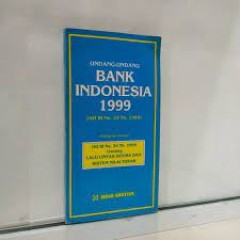 UNDANG-UNDANG
BANK
INDONESIA
1999
(UU RI No. 23 Th. 1999)
UU RI No. 24 Th. 1999
tentang
LALU LINTAS DEVISA DAN
SISTEM NILAI TUKAR
SINAR GRAFIKA